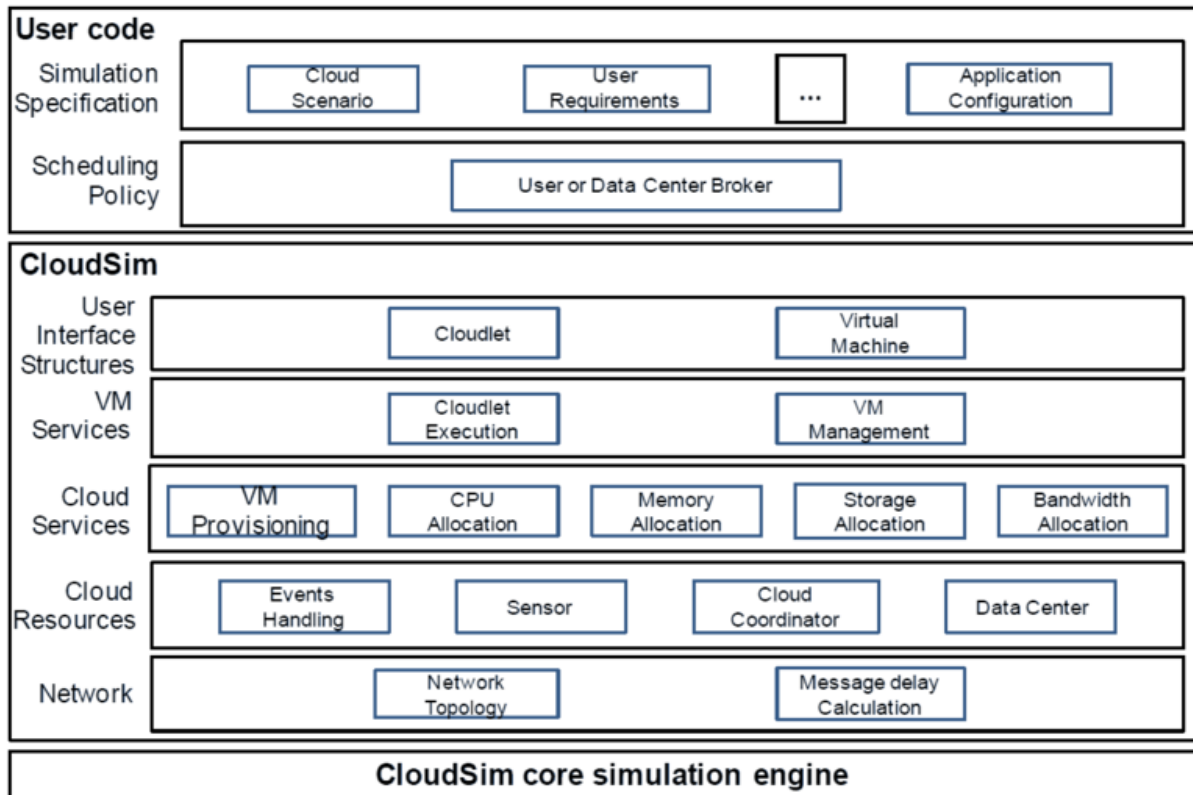 User code
Simulation
Specification
Cloud
Scenario
User
Requirements
...
Application
Configuration
Scheduling
Policy
User or Data Center Broker
CloudSim
User
Interface
Structures
Cloudlet
Virtual
Machine
VM
Services
Cloudlet
Execution
VM
Management
Cloud
Services
VM
Provisioning
CPU
Allocation
Memory
Allocation
Storage
Allocation
Bandwidth
Allocation
Cloud
Resources
Events
Handling
Sensor
Cloud
Coordinator
Data Center
Network
Network
Topology
Message delay
Calculation
CloudSim core simulation engine